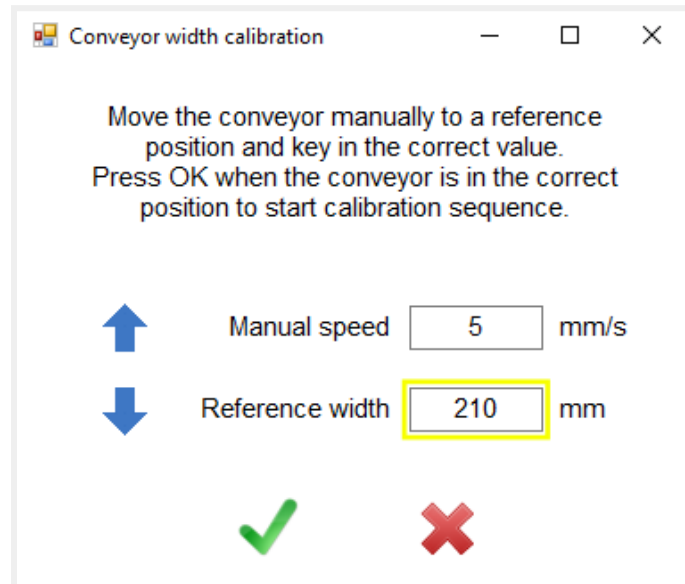 Conveyor width calibration
Move the conveyor manually to a reference
position and key in the correct value.
Press OK when the conveyor is in the correct
position to start calibration sequence.
Manual speed 5 mm/s
Reference width 210 mm